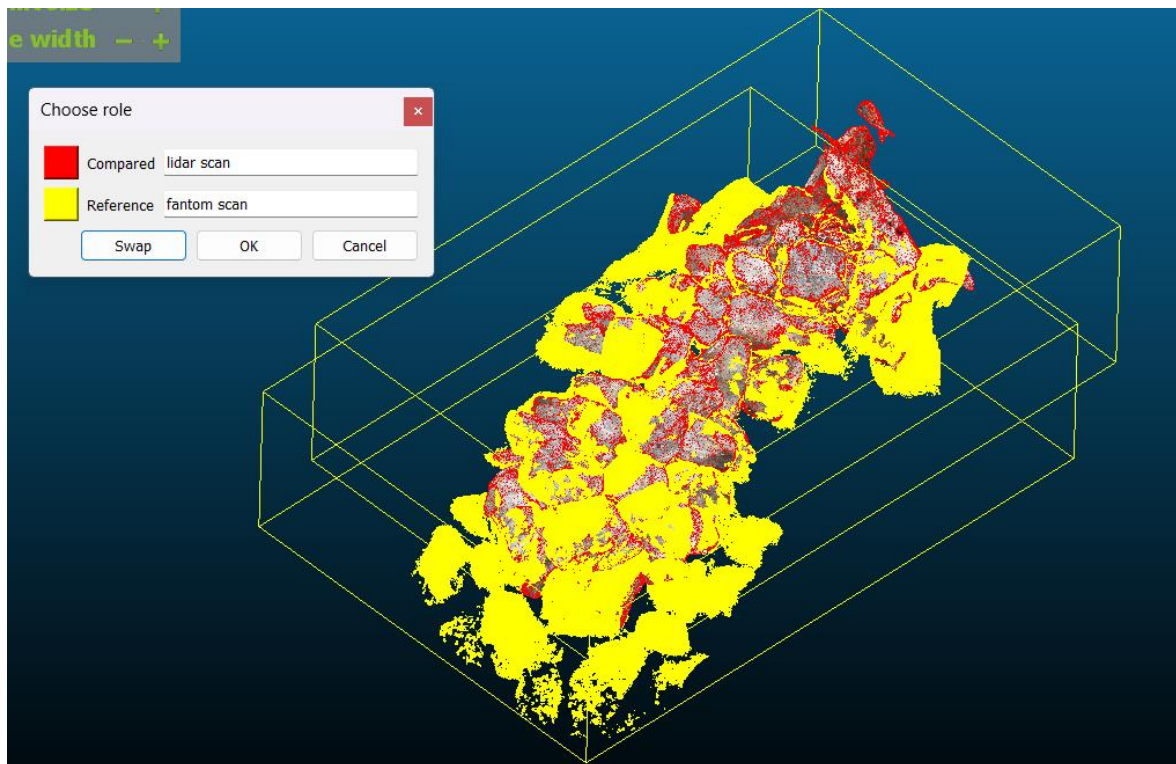 e width − +
Choose role
Compared lidar scan
Reference fantom scan
Swap OK Cancel